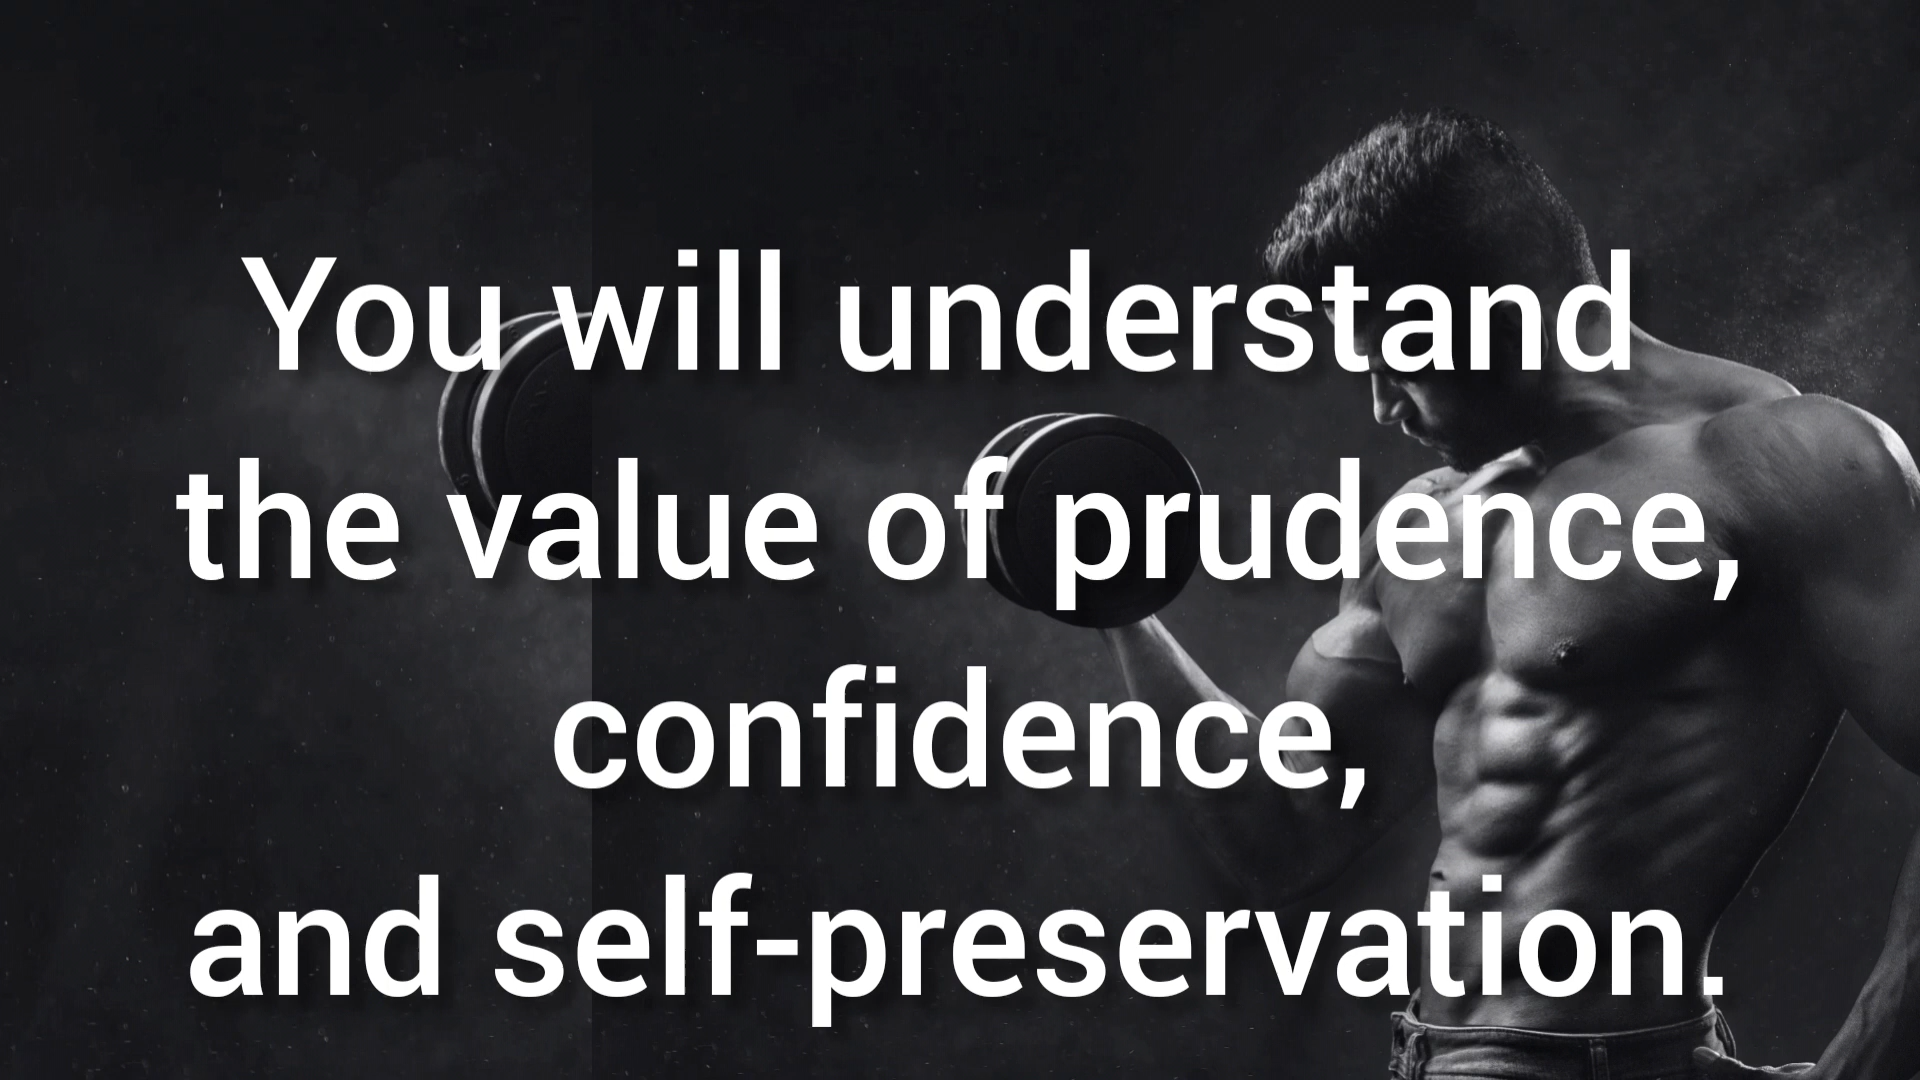 You will understand
the value of prudence,
confidence,
and self-preservation.